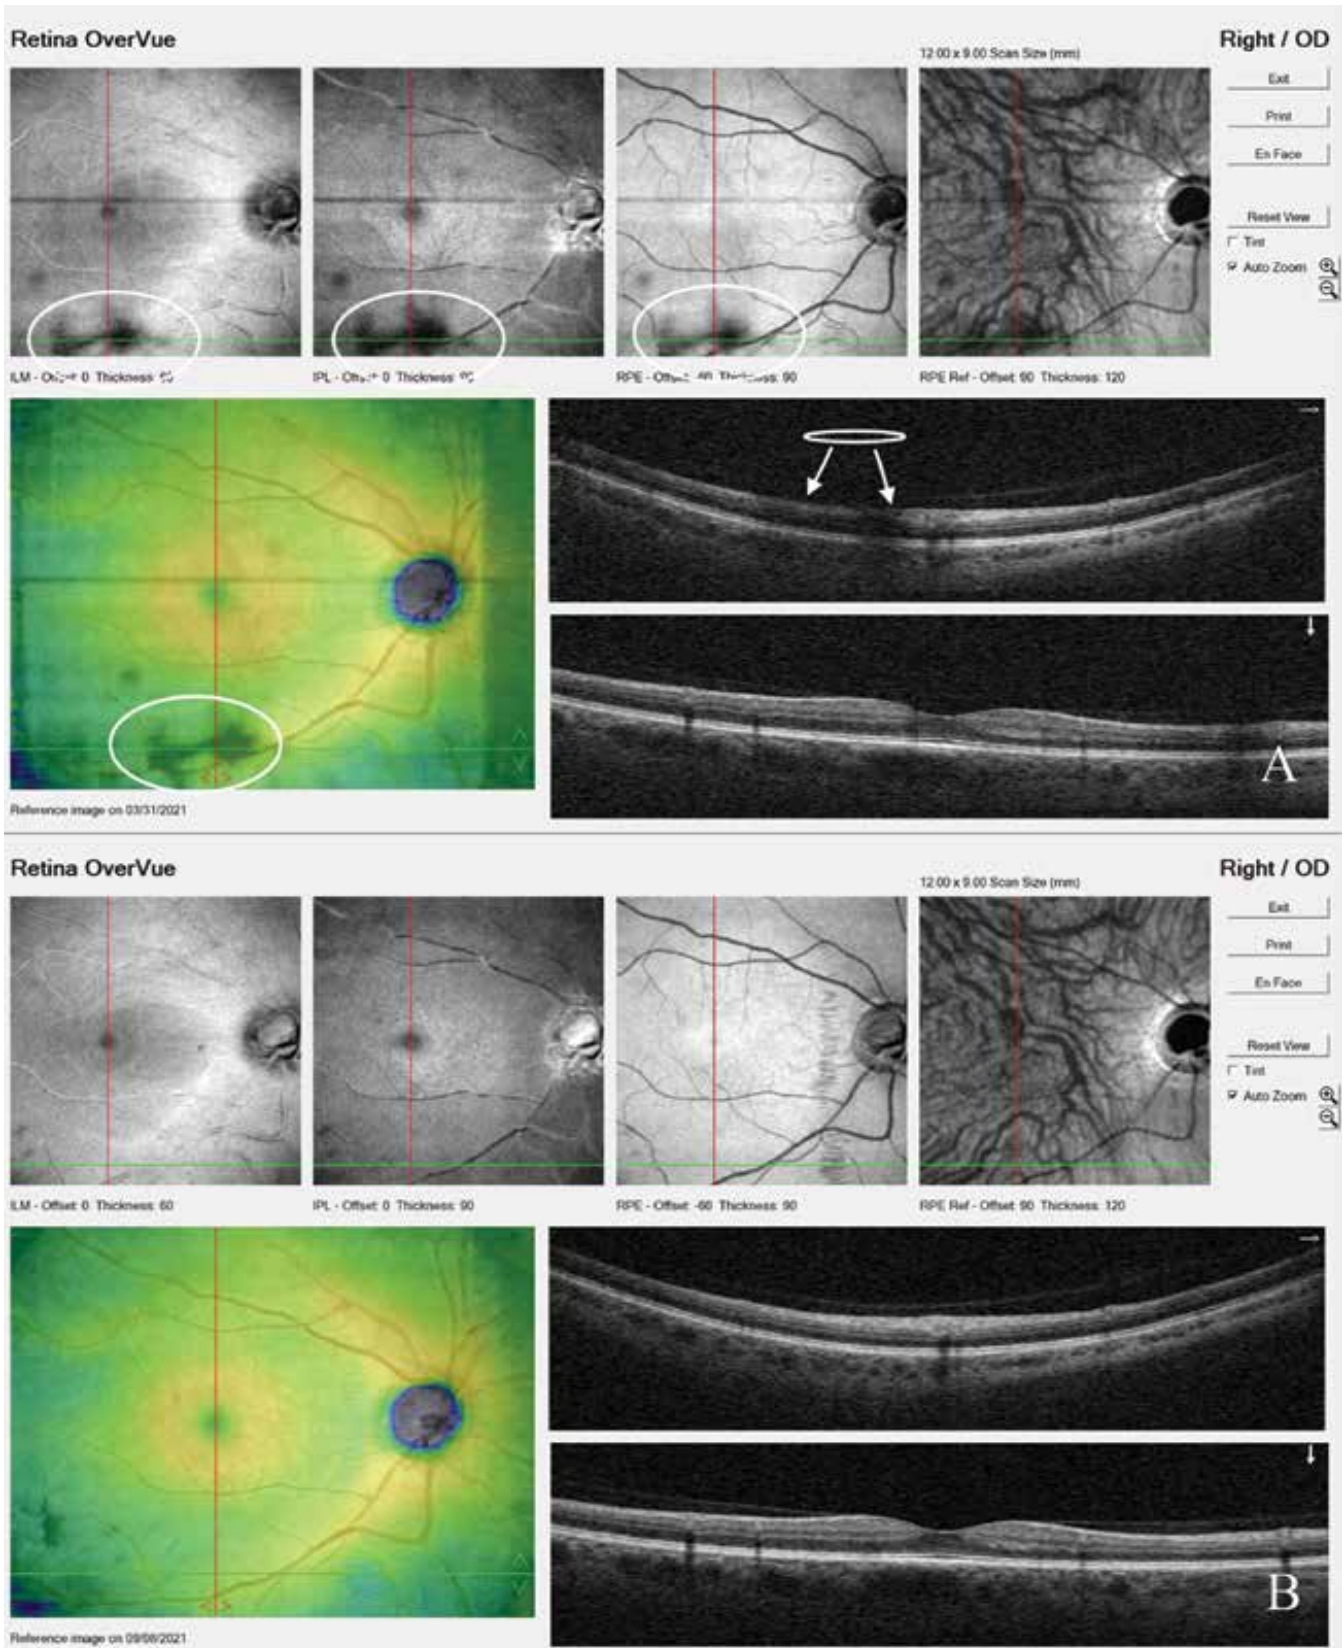 Retina OverVue
Right / OD
12.00 x 9.00 Scan Size (mm)
Exit
Print
En Face
Reset View
Tint
Auto Zoom
ILM - Offset: 0 Thickness:
IPL - Offset: 0 Thickness:
RPE - Offset: -60 Thickness: 90
RPE Ref - Offset: 90 Thickness: 120
A
Reference image on 03/31/2021
Retina OverVue
Right / OD
12.00 x 9.00 Scan Size (mm)
Exit
Print
En Face
Reset View
Tint
Auto Zoom
ILM - Offset: 0 Thickness: 60
IPL - Offset: 0 Thickness: 90
RPE - Offset: -60 Thickness: 90
RPE Ref - Offset: 90 Thickness: 120
B
Reference image on 09/08/2021